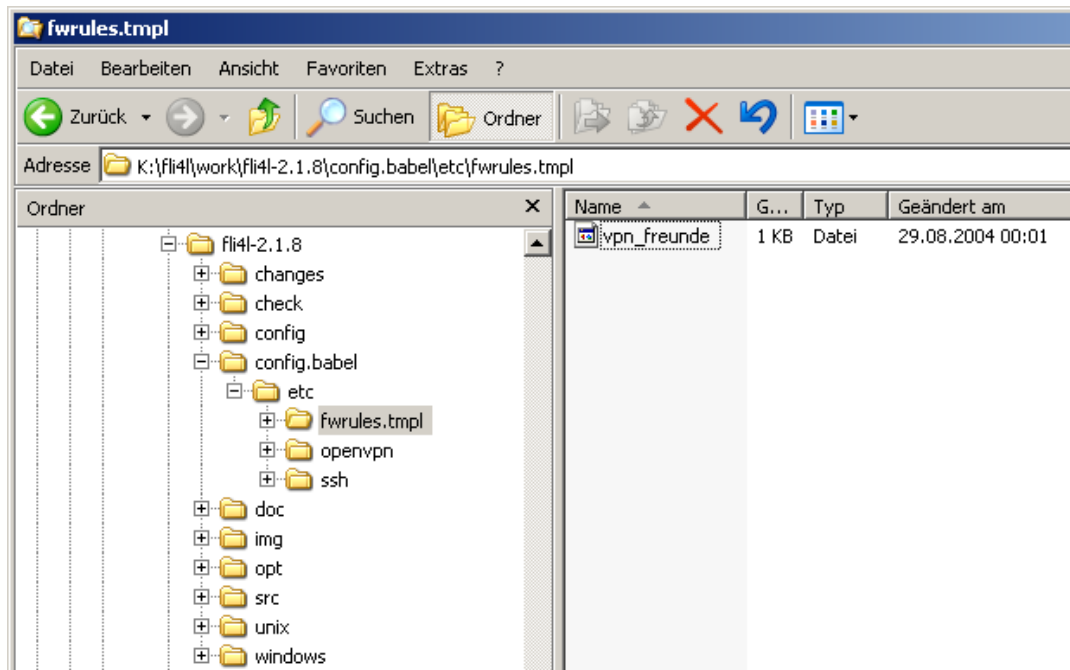 fwrules.tmpl
Datei Bearbeiten Ansicht Favoriten Extras ?
Zurück Suchen Ordner
Adresse K:\fli4l\work\fli4l-2.1.8\config.babel\etc\fwrules.tmpl
Ordner
fli4l-2.1.8
changes
check
config
config.babel
etc
fwrules.tmpl
openvpn
ssh
doc
img
opt
src
unix
windows
Name G... Typ Geändert am
vpn_freunde 1 KB Datei 29.08.2004 00:01